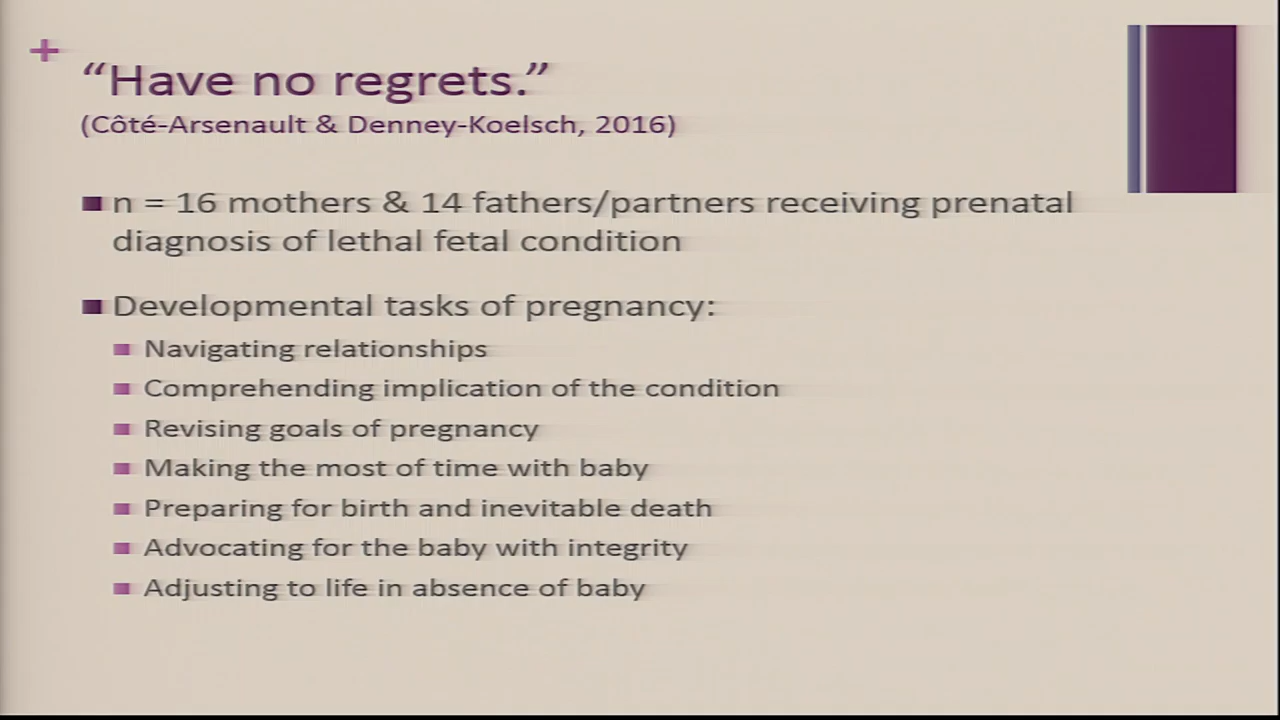 “Have no regrets.”
(Côté-Arsenault & Denney-Koelsch, 2016)
n = 16 mothers & 14 fathers/partners receiving prenatal
diagnosis of lethal fetal condition
Developmental tasks of pregnancy:
Navigating relationships
Comprehending implication of the condition
Revising goals of pregnancy
Making the most of time with baby
Preparing for birth and inevitable death
Advocating for the baby with integrity
Adjusting to life in absence of baby